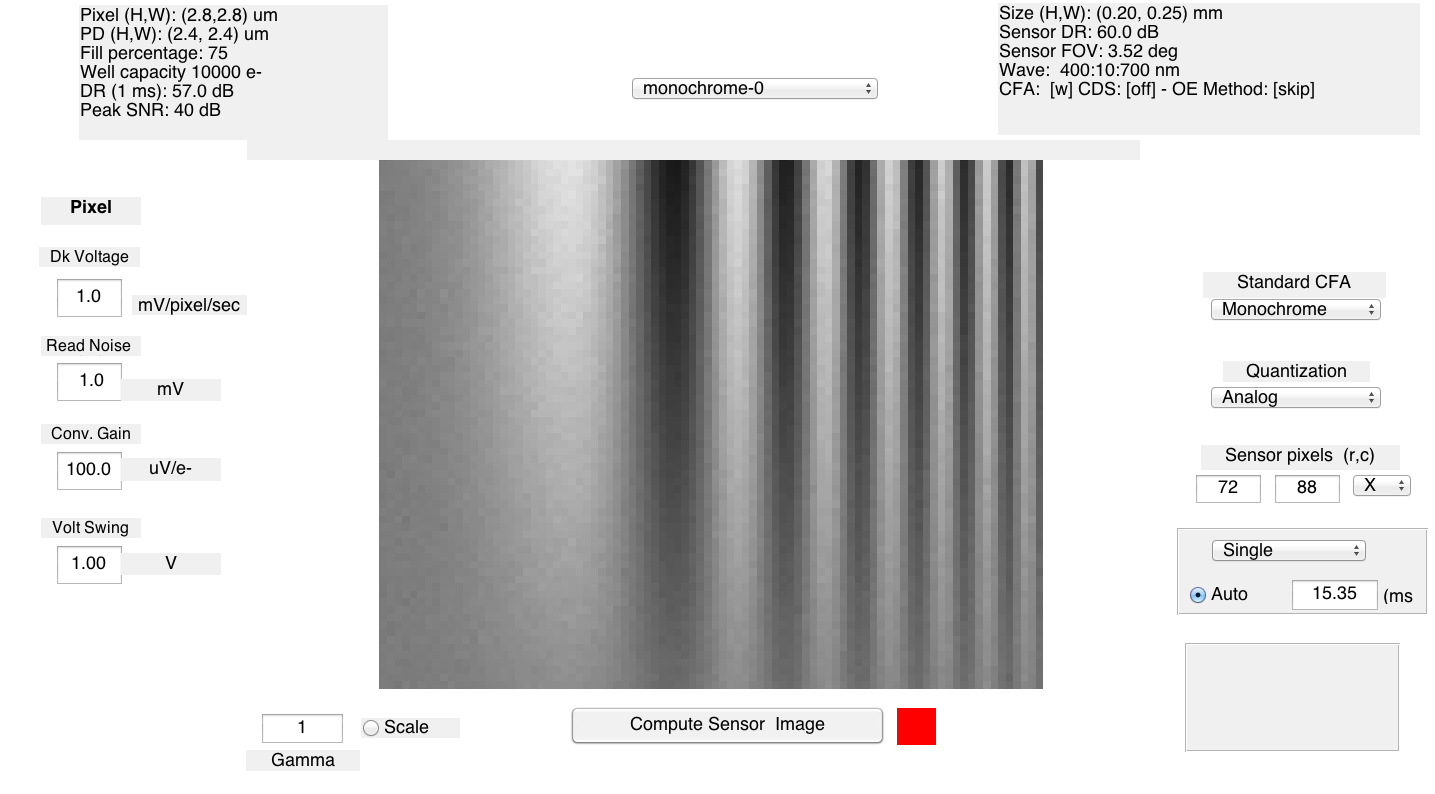 Pixel (H,W): (2.8,2.8) um
PD (H,W): (2.4, 2.4) um
Fill percentage: 75
Well capacity 10000 e-
DR (1 ms): 57.0 dB
Peak SNR: 40 dB
monochrome-0
Size (H,W): (0.20, 0.25) mm
Sensor DR: 60.0 dB
Sensor FOV: 3.52 deg
Wave:  400:10:700 nm
CFA:  [w] CDS: [off] - OE Method: [skip]
Pixel
Dk Voltage
1.0 mV/pixel/sec
Read Noise
1.0 mV
Conv. Gain
100.0 uV/e-
Volt Swing
1.00 V
Standard CFA
Monochrome
Quantization
Analog
Sensor pixels  (r,c)
72 88 X
Single
Auto 15.35 (ms
1 Scale
Gamma
Compute Sensor  Image